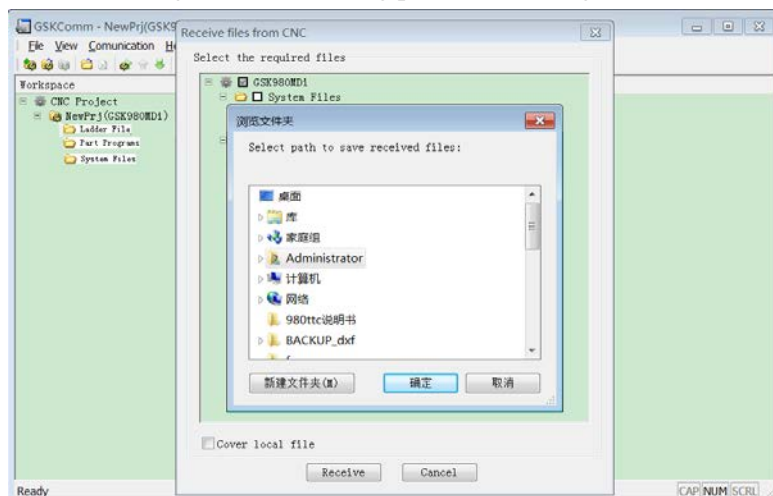 GSKComm - NewPrj(GSK9
File View Comunication He
Workspace
CNC Project
NewPrj(GSK980MD1)
Ladder File
Part Programs
System Files
Receive files from CNC
Select the required files
GSK980MD1
System Files
浏览文件夹
Select path to save received files:
桌面
库
家庭组
Administrator
计算机
网络
980ttc说明书
BACKUP_dxf
新建文件夹(M)
确定
取消
Cover local file
Receive
Cancel
Ready
CAP NUM SCRL